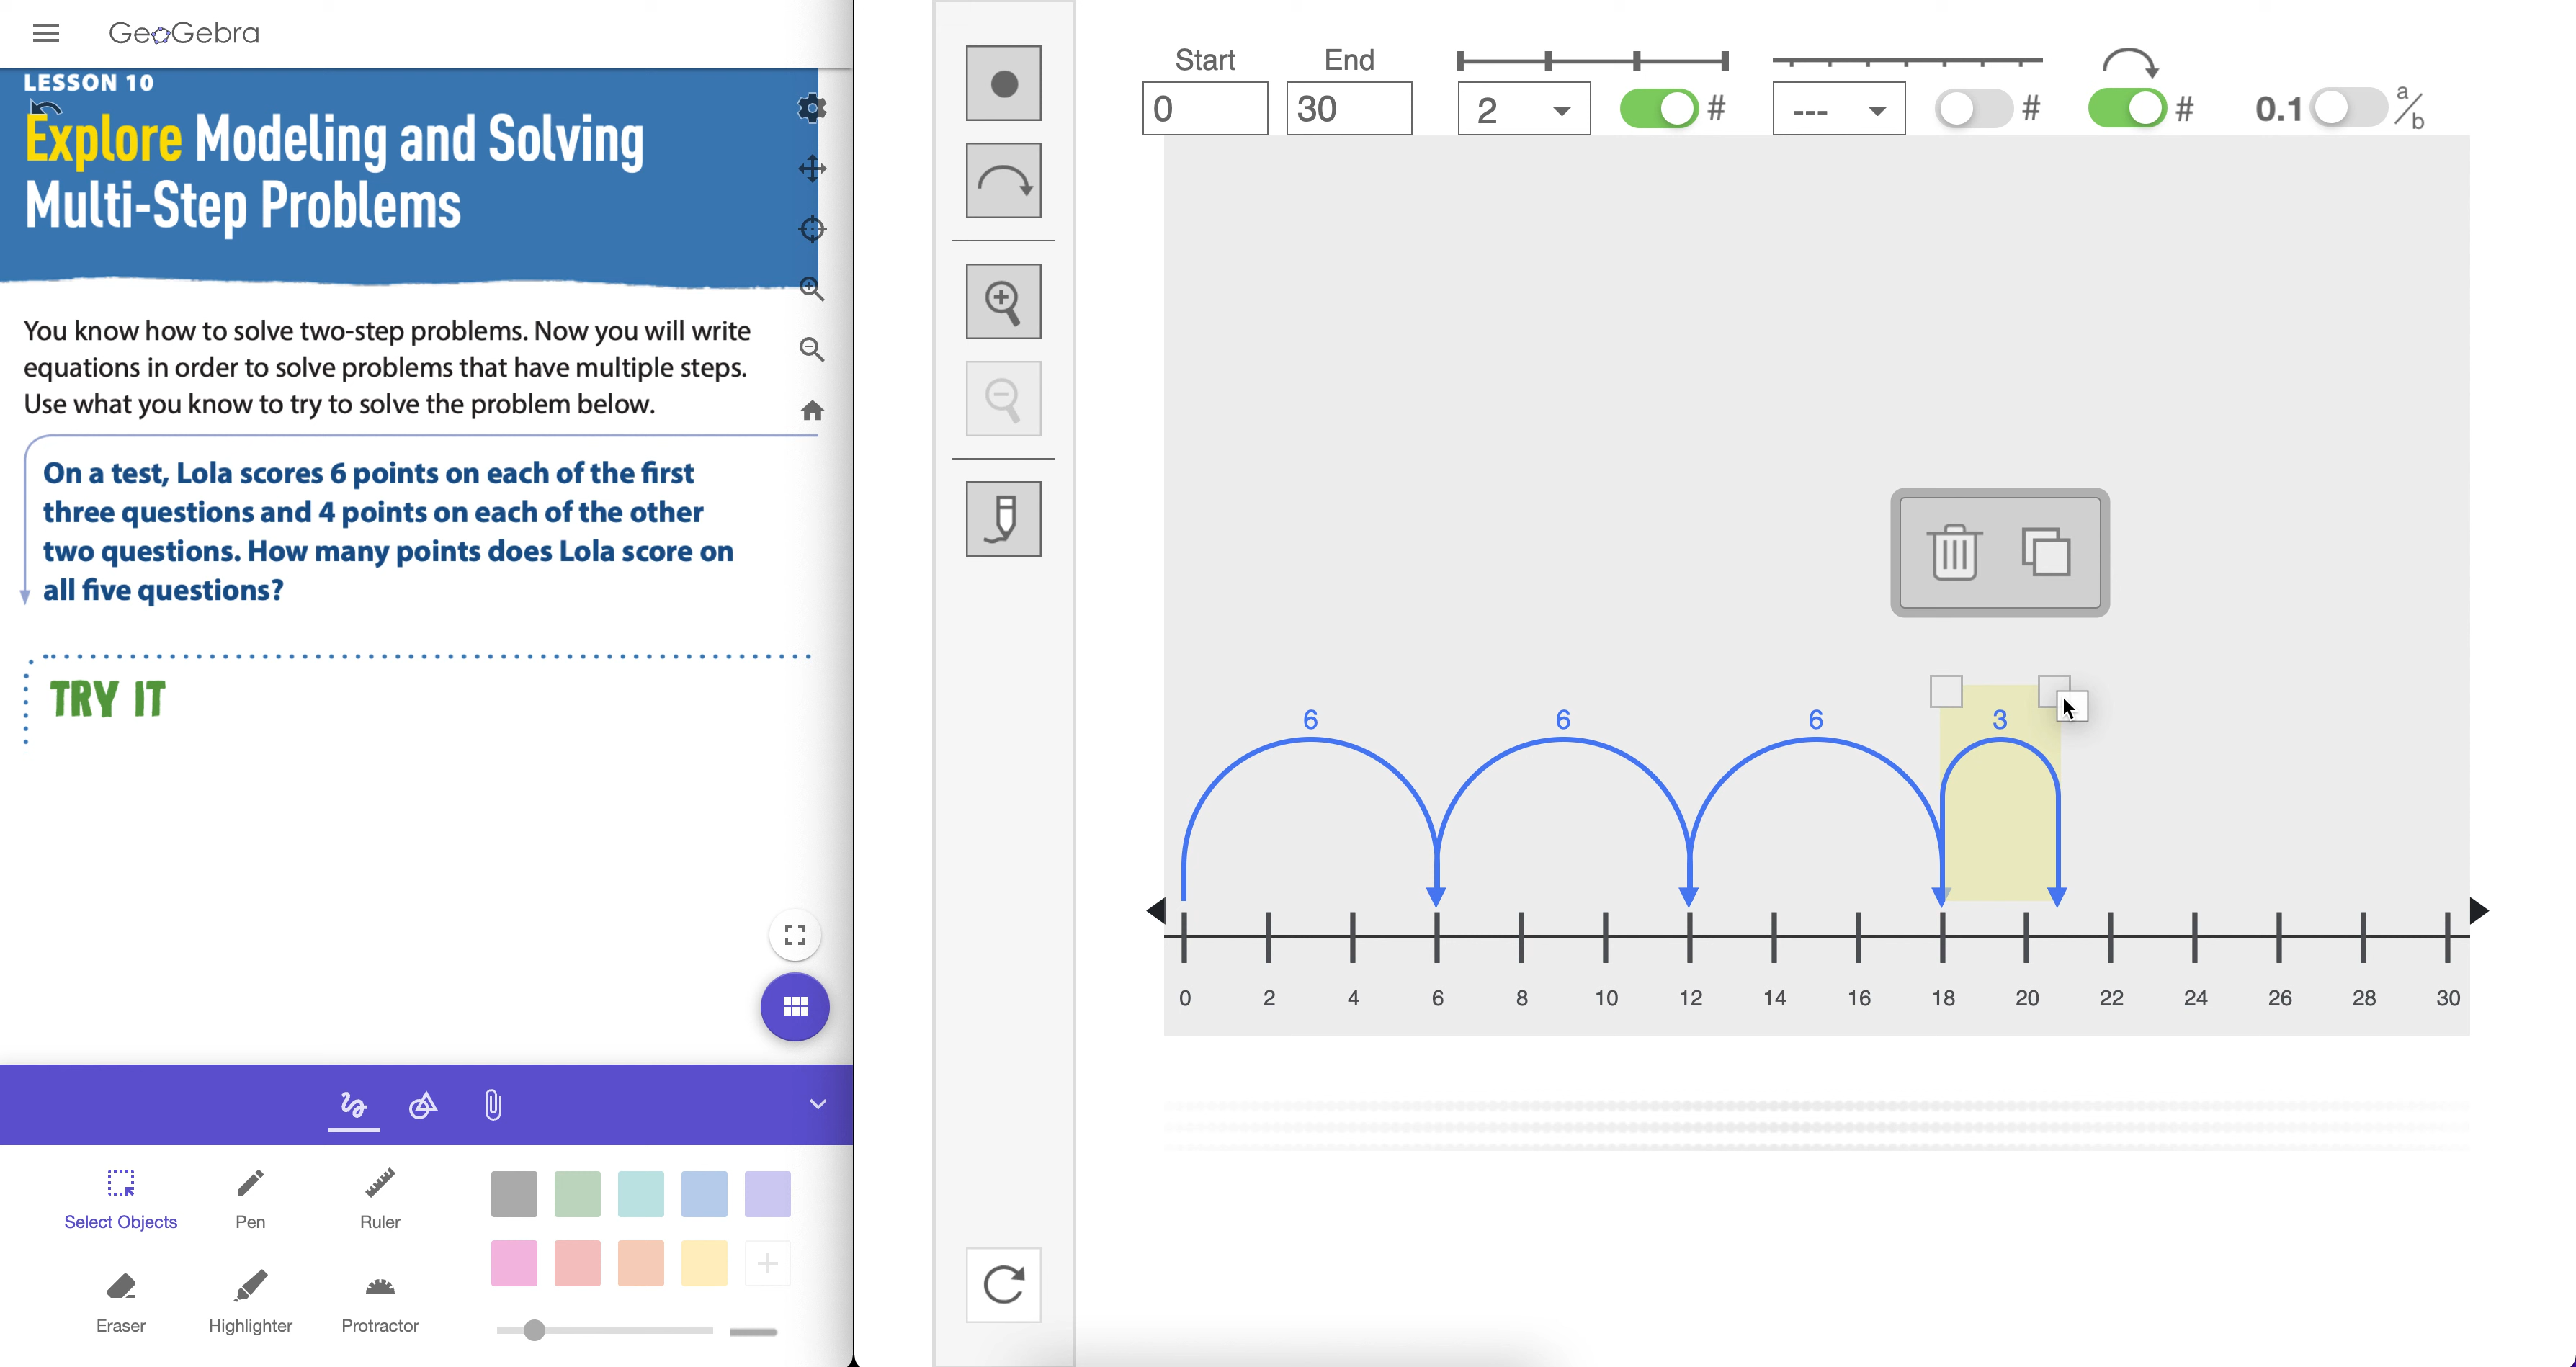 GeoGebra
LESSON 10
Explore Modeling and Solving
Multi-Step Problems
You know how to solve two-step problems. Now you will write
equations in order to solve problems that have multiple steps.
Use what you know to try to solve the problem below.
On a test, Lola scores 6 points on each of the first
three questions and 4 points on each of the other
two questions. How many points does Lola score on
all five questions?
TRY IT
Select Objects
Pen
Ruler
Eraser
Highlighter
Protractor
Start End
0 30 2 # --- # # 0.1 a/b
6 6 6 3
0 2 4 6 8 10 12 14 16 18 20 22 24 26 28 30